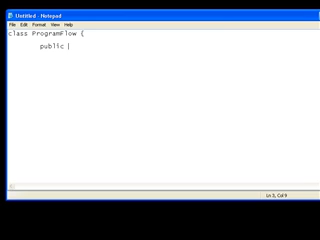 Untitled - Notepad
File Edit Format View Help
class ProgramFlow {
public
Ln 3, Col 9